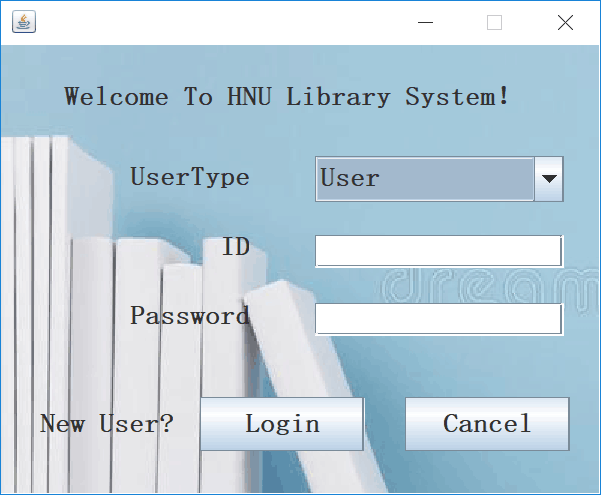 Welcome To HNU Library System!
UserType
User
ID
dream
Password
New User?
Login
Cancel